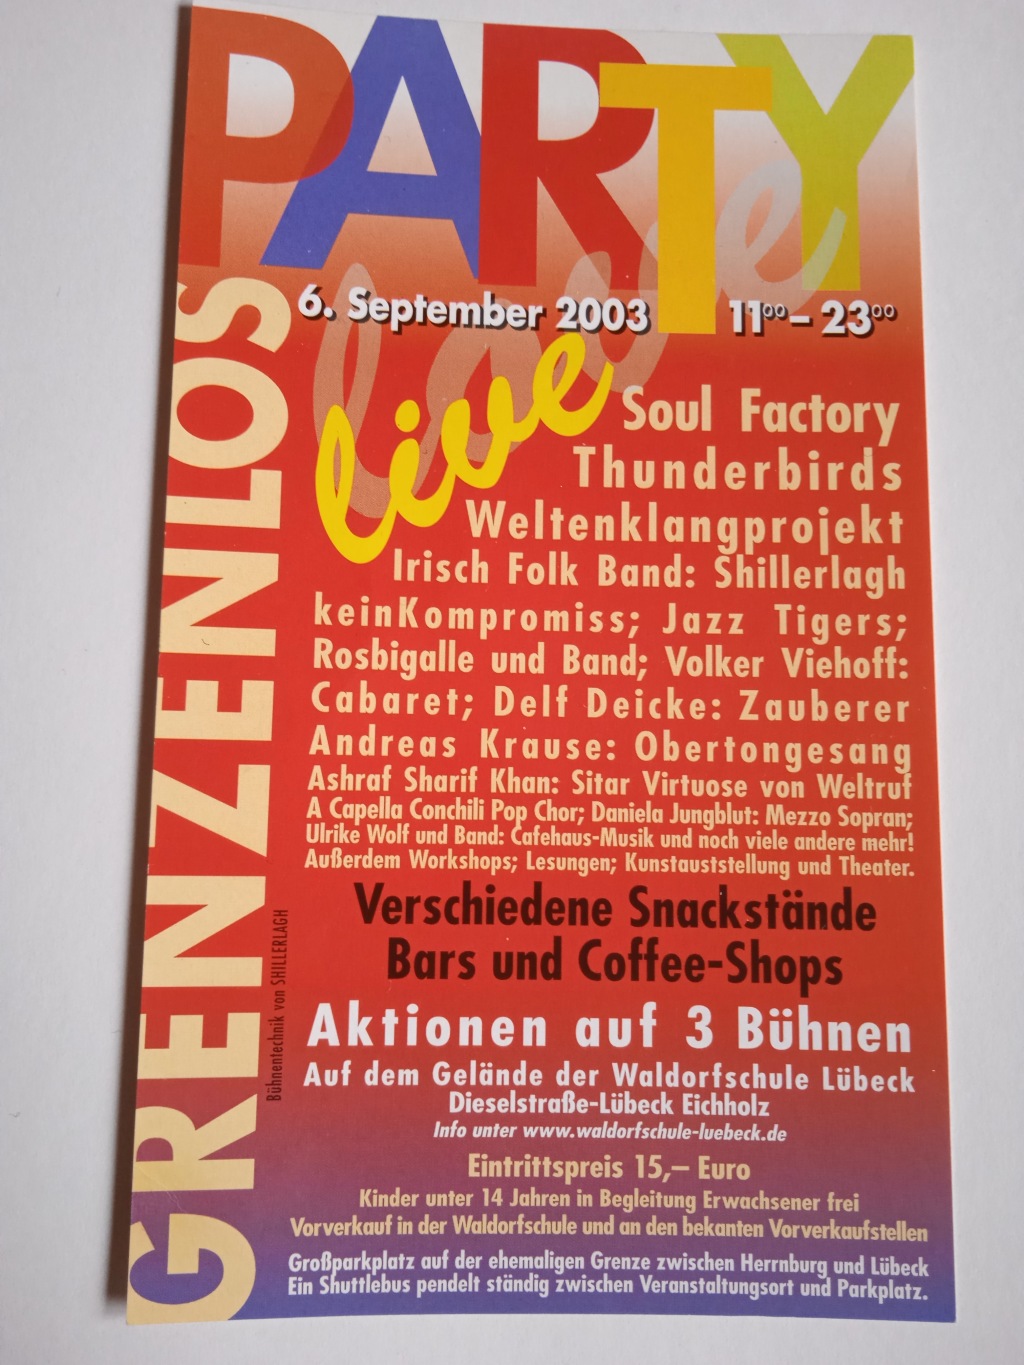 PARTY
GRENZENLOS
6. September 2003 11⁰⁰ – 23⁰⁰
love
live
Soul Factory
Thunderbirds
Weltenklangprojekt
Irisch Folk Band: Shillerlagh
keinKompromiss; Jazz Tigers;
Rosbigalle und Band; Volker Viehoff:
Cabaret; Delf Deicke: Zauberer
Andreas Krause: Obertongesang
Ashraf Sharif Khan: Sitar Virtuose von Weltruf
A Capella Conchili Pop Chor; Daniela Jungblut: Mezzo Sopran;
Ulrike Wolf und Band: Cafehaus-Musik und noch viele andere mehr!
Außerdem Workshops; Lesungen; Kunstauststellung und Theater.
Verschiedene Snackstände
Bars und Coffee-Shops
Bühnentechnik von SHILLERLAGH
Aktionen auf 3 Bühnen
Auf dem Gelände der Waldorfschule Lübeck
Dieselstraße-Lübeck Eichholz
Info unter www.waldorfschule-luebeck.de
Eintrittspreis 15,– Euro
Kinder unter 14 Jahren in Begleitung Erwachsener frei
Vorverkauf in der Waldorfschule und an den bekanten Vorverkaufstellen
Großparkplatz auf der ehemaligen Grenze zwischen Herrnburg und Lübeck
Ein Shuttlebus pendelt ständig zwischen Veranstaltungsort und Parkplatz.